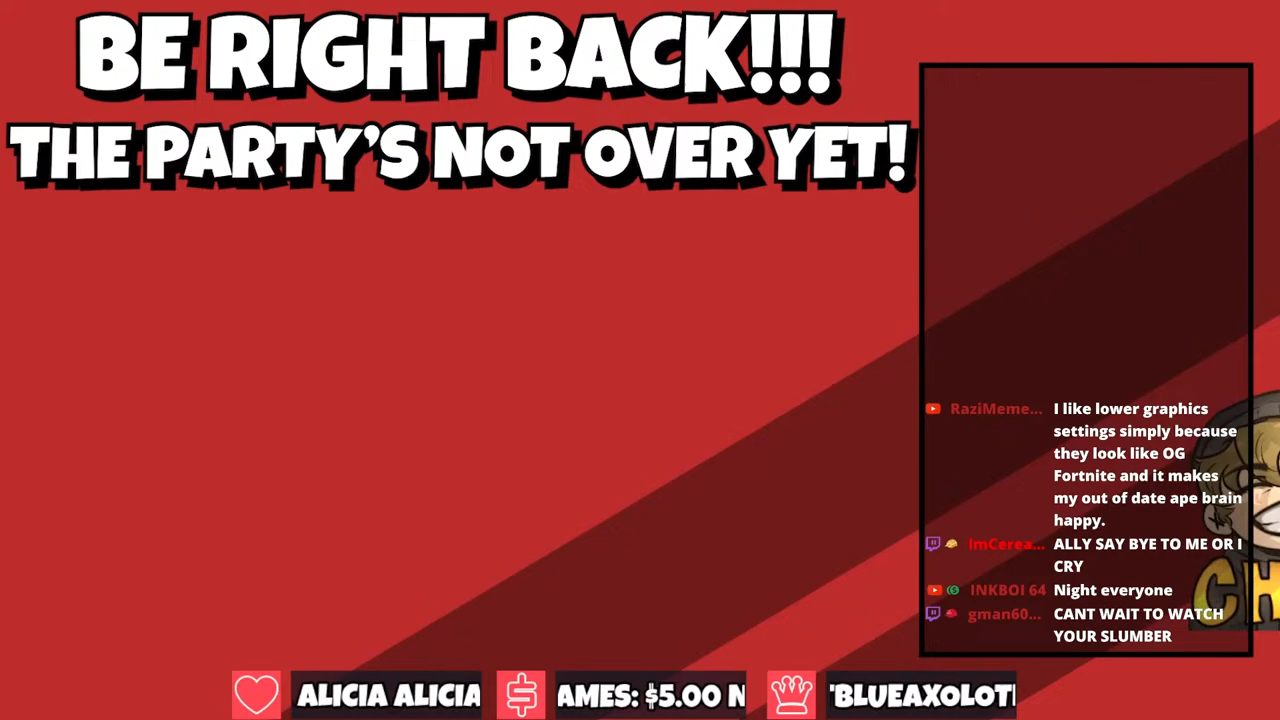 BE RIGHT BACK!!!
THE PARTY'S NOT OVER YET!
RaziMeme... I like lower graphics
settings simply because
they look like OG
Fortnite and it makes
my out of date ape brain
happy.
ImCerea... ALLY SAY BYE TO ME OR I
CRY
INKBOI 64 Night everyone
gman60... CANT WAIT TO WATCH
YOUR SLUMBER
CH
ALICIA ALICIA
AMES: $5.00 N
'BLUEAXOLOT